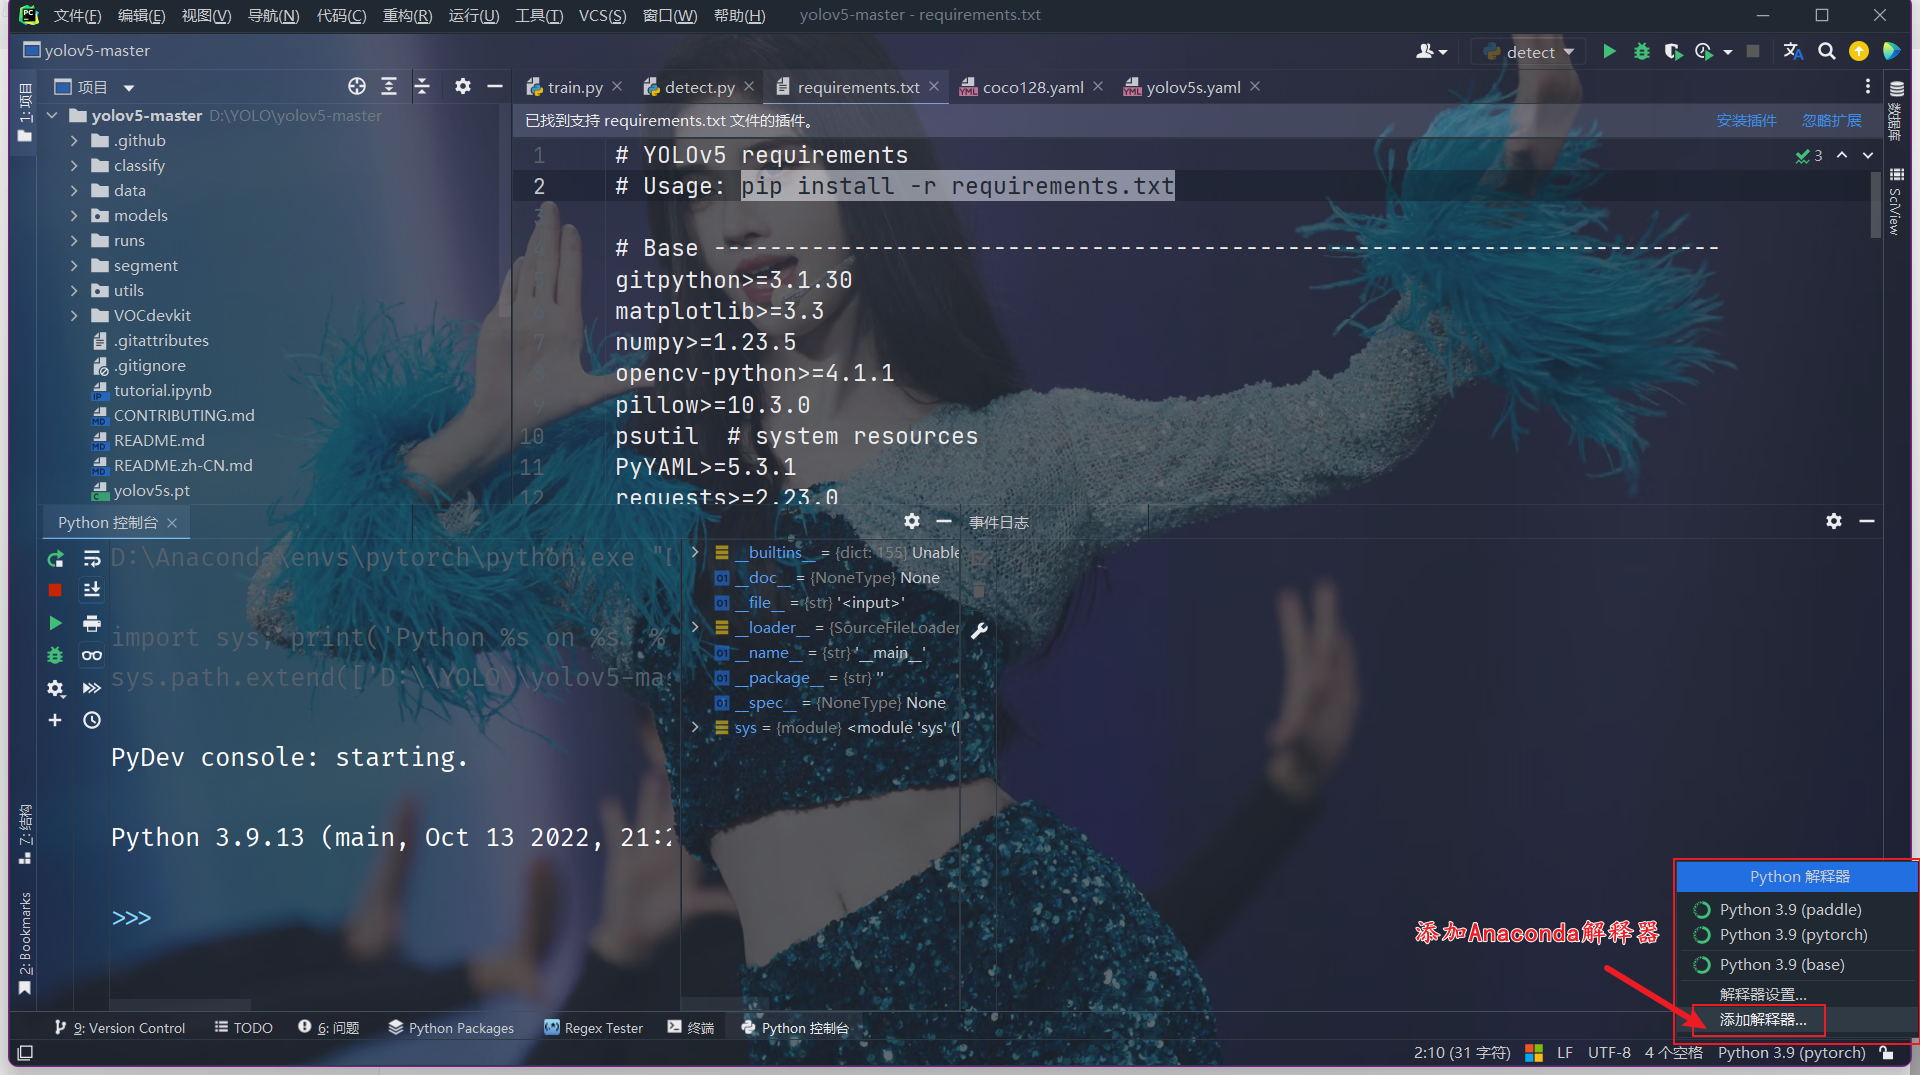 文件(F) 编辑(E) 视图(V) 导航(N) 代码(C) 重构(R) 运行(U) 工具(T) VCS(S) 窗口(W) 帮助(H) yolov5-master - requirements.txt
yolov5-master
detect
1: 项目
项目
train.py
detect.py
requirements.txt
coco128.yaml
yolov5s.yaml
yolov5-master D:\YOLO\yolov5-master
.github
classify
data
models
runs
segment
utils
VOCdevkit
.gitattributes
.gitignore
tutorial.ipynb
CONTRIBUTING.md
README.md
README.zh-CN.md
yolov5s.pt
已找到支持 requirements.txt 文件的插件。
安装插件 忽略扩展
3
1 # YOLOv5 requirements
2 # Usage: pip install -r requirements.txt
3
4 # Base ------------------------------------------------------------------------
gitpython>=3.1.30
6 matplotlib>=3.3
7 numpy>=1.23.5
opencv-python>=4.1.1
pillow>=10.3.0
10 psutil # system resources
11 PyYAML>=5.3.1
12 requests>=2.23.0
数据库
SciView
Python 控制台
D:\Anaconda\envs\pytorch\python.exe
import sys; print('Python %s on %s' %
sys.path.extend(['D:\\YOLO\\yolov5-mas
PyDev console: starting.
Python 3.9.13 (main, Oct 13 2022, 21:2
>>>
__builtins__ = {dict: 155} Unable
__doc__ = {NoneType} None
__file__ = {str} '<input>'
__loader__ = {SourceFileLoader
__name__ = {str} '__main__'
__package__ = {str} ''
__spec__ = {NoneType} None
sys = {module} <module 'sys' (
事件日志
7: 结构
2: Bookmarks
添加Anaconda解释器
Python 解释器
Python 3.9 (paddle)
Python 3.9 (pytorch)
Python 3.9 (base)
解释器设置...
添加解释器...
9: Version Control
TODO
6: 问题
Python Packages
Regex Tester
终端
Python 控制台
2:10 (31 字符) LF UTF-8 4 个空格 Python 3.9 (pytorch)